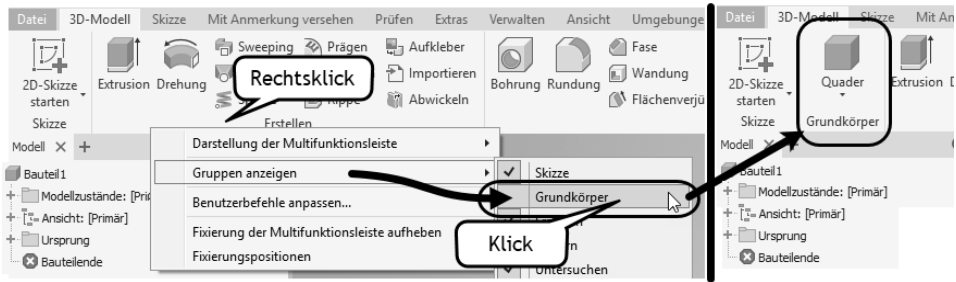 Datei 3D-Modell Skizze Mit Anmerkung versehen Prüfen Extras Verwalten Ansicht Umgebunge
Sweeping Prägen Aufkleber Fase
Importieren Wandung
Rippe Abwickeln Flächenverjü
2D-Skizze starten
Extrusion Drehung
Bohrung Rundung
Skizze Erstellen
Rechtsklick
Modell × +
Bauteil1
Modellzustände: [Pri
Ansicht: [Primär]
Ursprung
Bauteilende
Darstellung der Multifunktionsleiste
Gruppen anzeigen
Benutzerbefehle anpassen...
Fixierung der Multifunktionsleiste aufheben
Fixierungspositionen
Skizze
Grundkörper
Klick
Untersuchen
Datei 3D-Modell Skizze Mit An
2D-Skizze
starten
Quader
Extrusion D
Skizze Grundkörper
Modell ×
Bauteil1
Modellzustände: [Primär]
Ansicht: [Primär]
Ursprung
Bauteilende